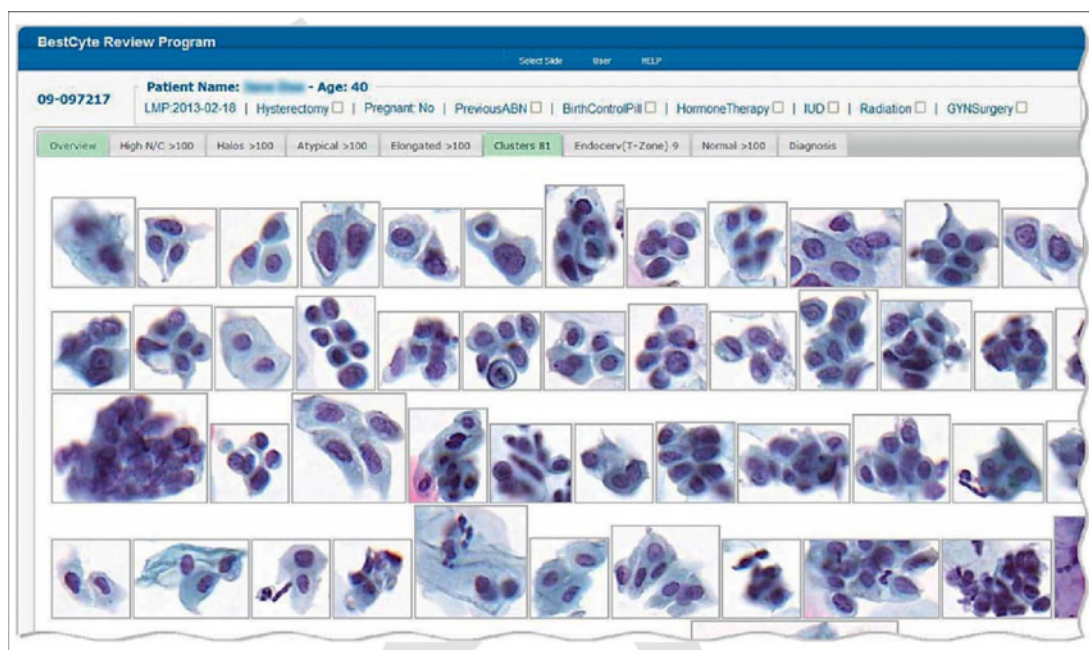 BestCyte Review Program
Select Slide User HELP
09-097217
Patient Name: - Age: 40
LMP:2013-02-18 | Hysterectomy | Pregnant: No | PreviousABN | BirthControlPill | HormoneTherapy | IUD | Radiation | GYNSurgery
Overview High N/C >100 Halos >100 Atypical >100 Elongated >100 Clusters 81 Endocerv(T-Zone) 9 Normal >100 Diagnosis